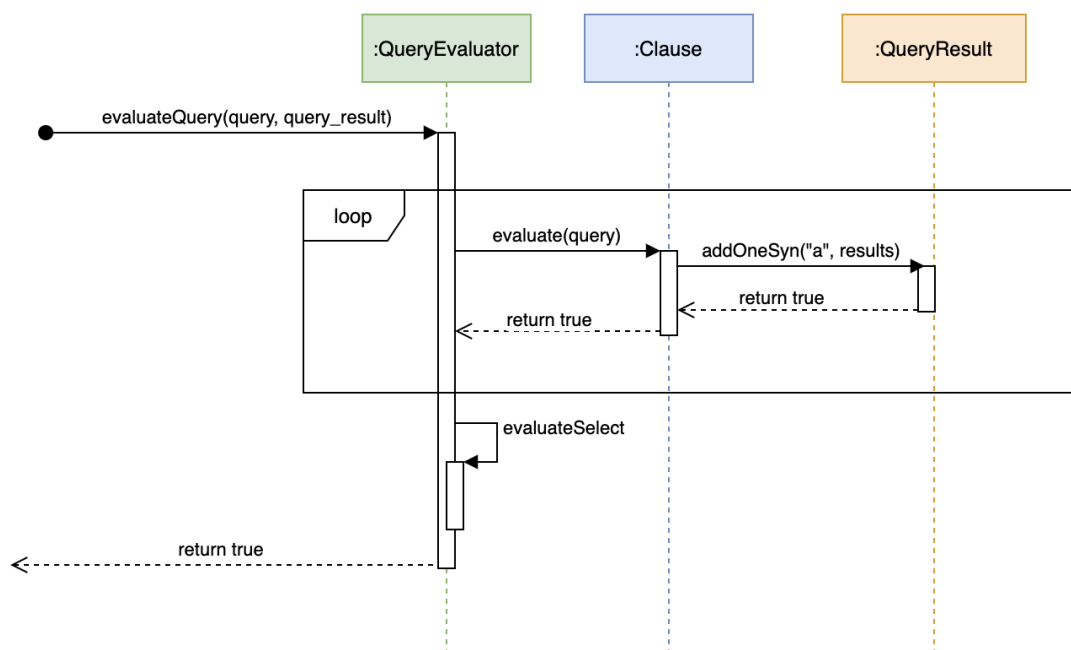 :QueryEvaluator
:Clause
:QueryResult
evaluateQuery(query, query_result)
loop
evaluate(query)
addOneSyn("a", results)
return true
return true
evaluateSelect
return true